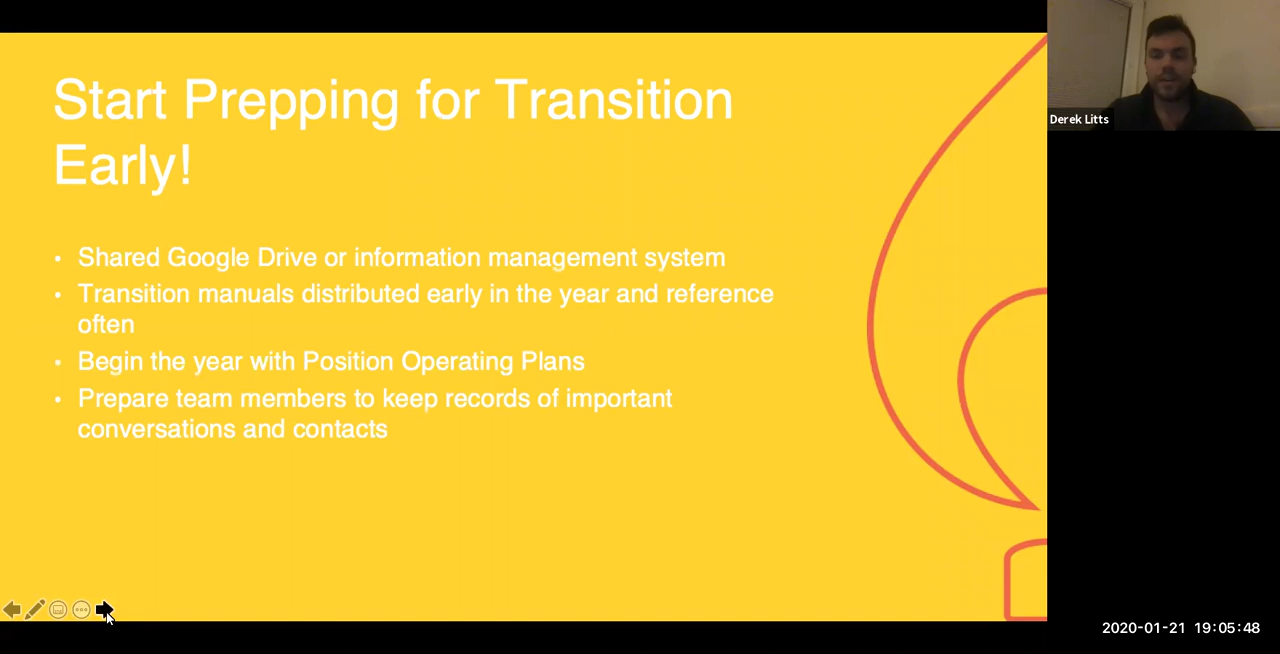 Start Prepping for Transition
Early!
• Shared Google Drive or information management system
• Transition manuals distributed early in the year and reference
often
• Begin the year with Position Operating Plans
• Prepare team members to keep records of important
conversations and contacts
Derek Litts
2020-01-21 19:05:48